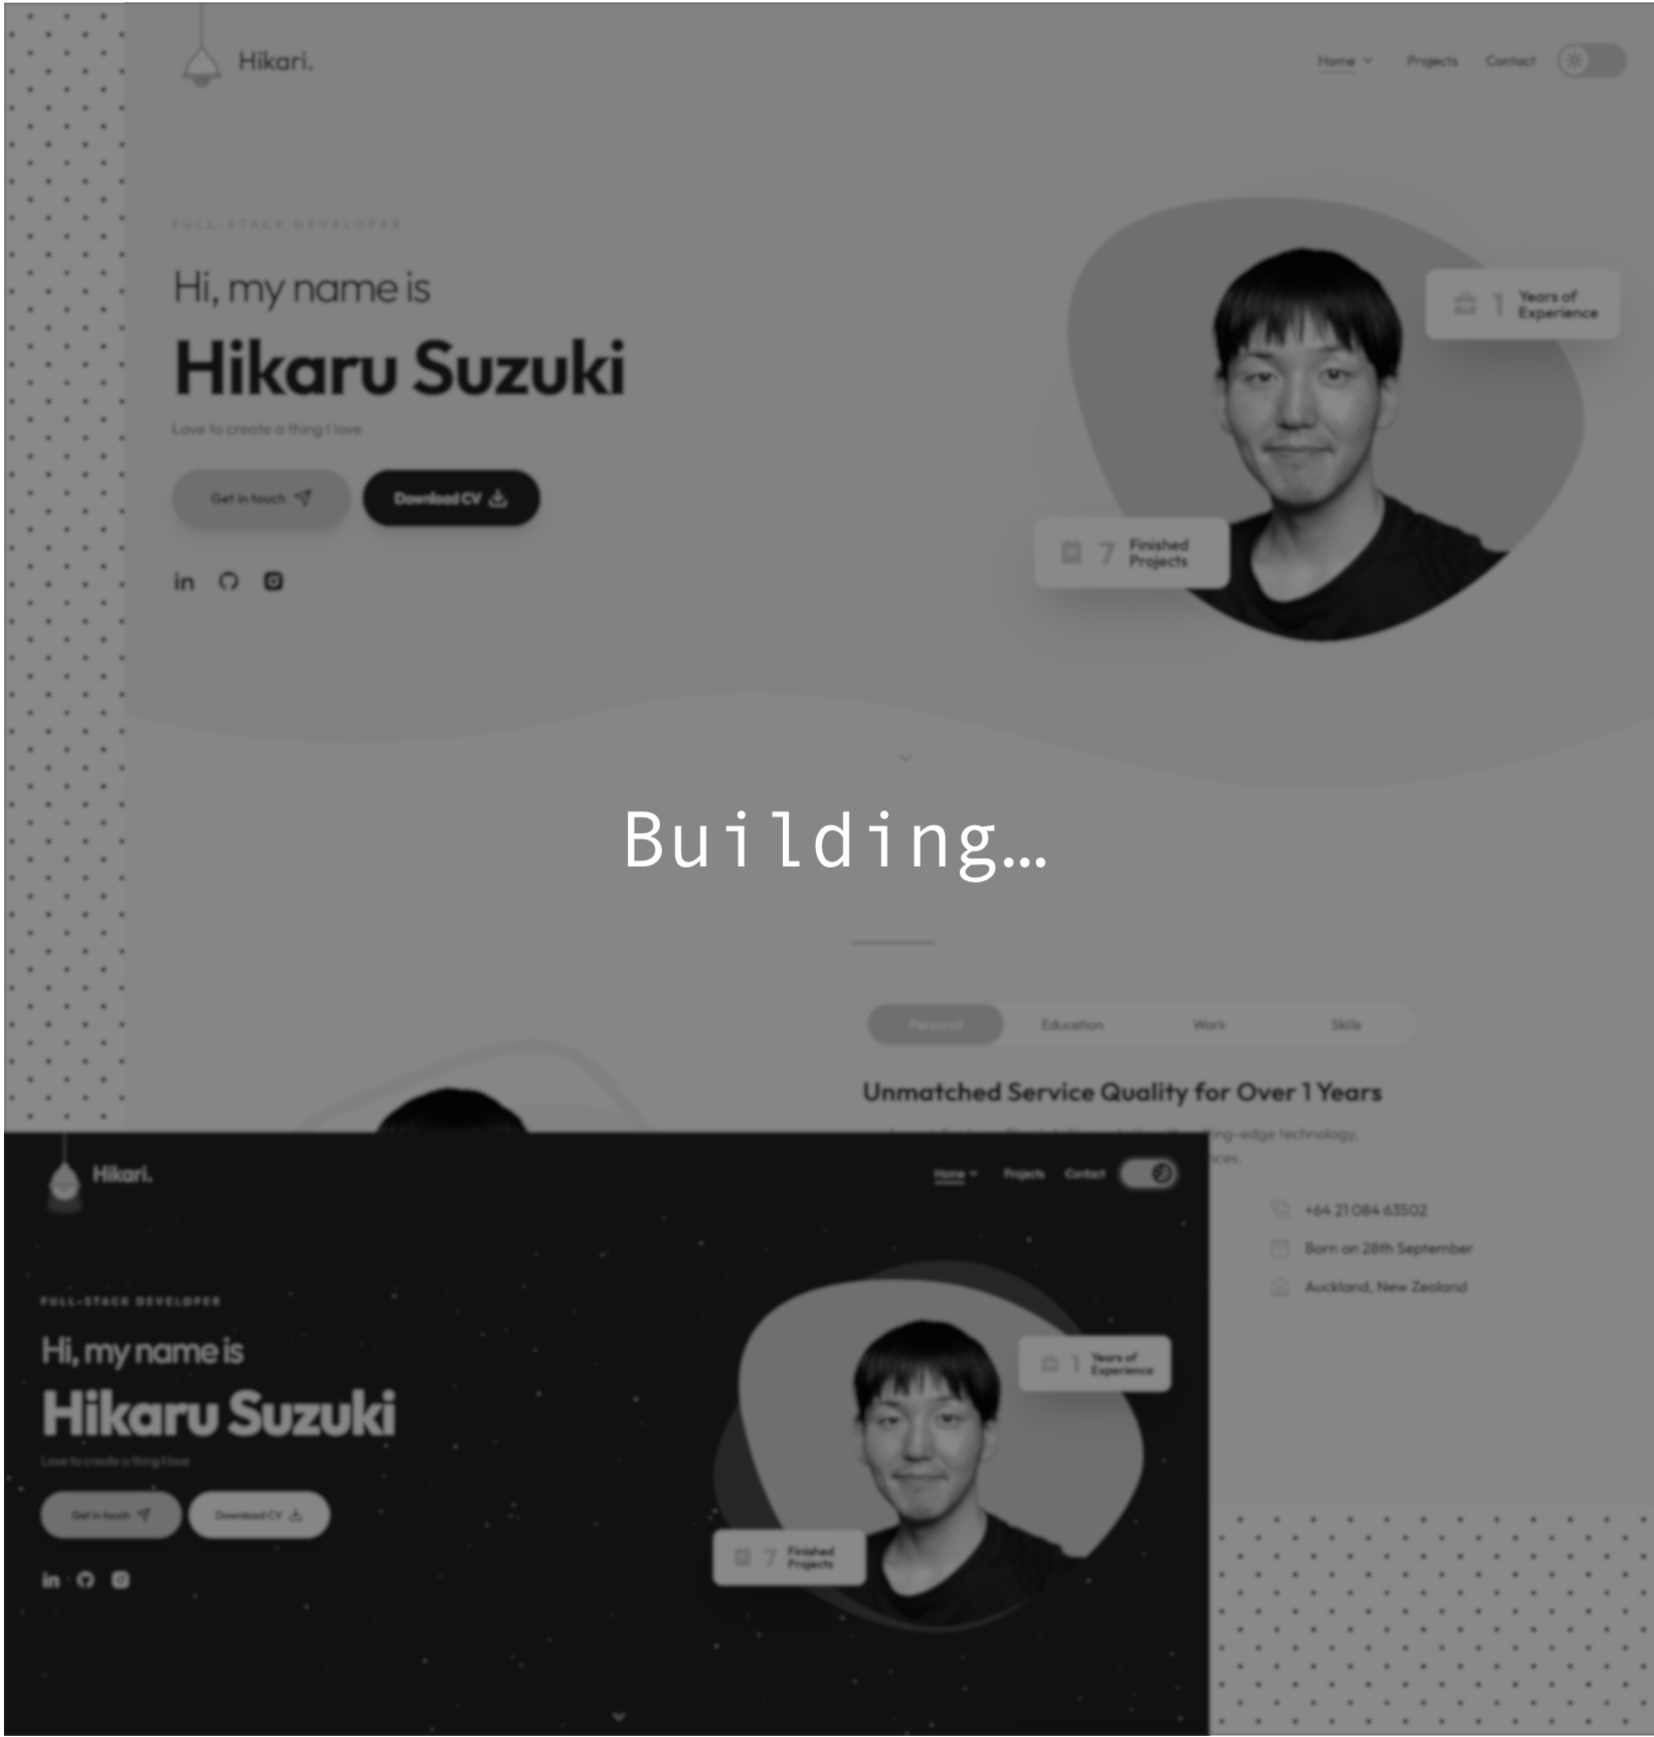 Hikari.
Home
Projects
Contact
FULL-STACK DEVELOPER
Hi, my name is
Hikaru Suzuki
Love to create a thing I love
Get in touch
Download CV
in
1 Years of
Experience
7 Finished
Projects
Building…
Personal
Education
Work
Skills
Unmatched Service Quality for Over 1 Years
-edge technology,
+64 21 084 63502
Born on 28th September
Auckland, New Zealand
Hikari.
Home
Projects
Contact
FULL-STACK DEVELOPER
Hi, my name is
Hikaru Suzuki
Love to create a thing I love
Get in touch
Download CV
in
1 Years of
Experience
7 Finished
Projects